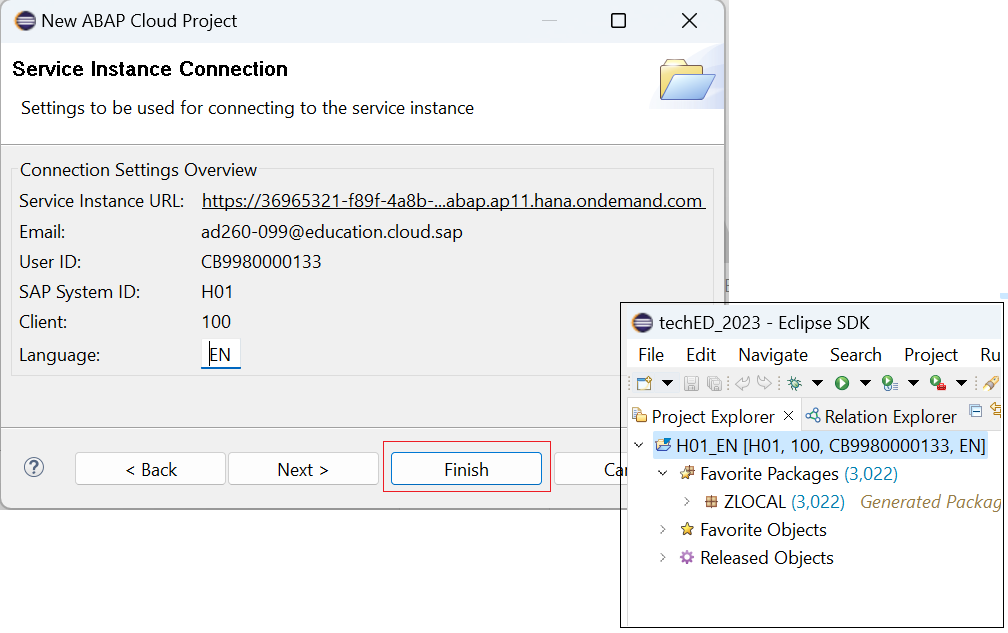 New ABAP Cloud Project
Service Instance Connection
Settings to be used for connecting to the service instance
Connection Settings Overview
Service Instance URL: https://36965321-f89f-4a8b-...abap.ap11.hana.ondemand.com
Email: ad260-099@education.cloud.sap
User ID: CB9980000133
SAP System ID: H01
Client: 100
Language: EN
< Back Next > Finish Can
techED_2023 - Eclipse SDK
File Edit Navigate Search Project Ru
Project Explorer Relation Explorer
H01_EN [H01, 100, CB9980000133, EN]
Favorite Packages (3,022)
ZLOCAL (3,022) Generated Packag
Favorite Objects
Released Objects